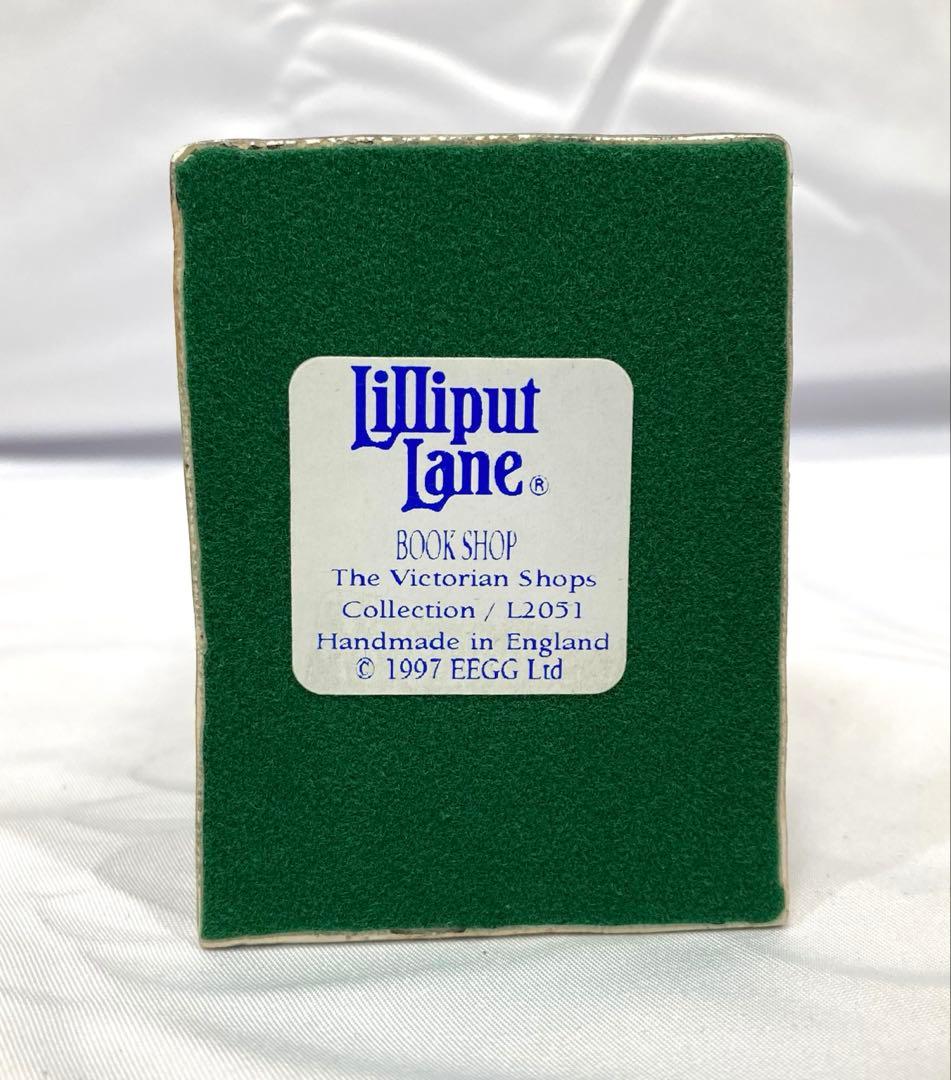 Lilliput
Lane ®
BOOK SHOP
The Victorian Shops
Collection / L2051
Handmade in England
© 1997 EEGG Ltd